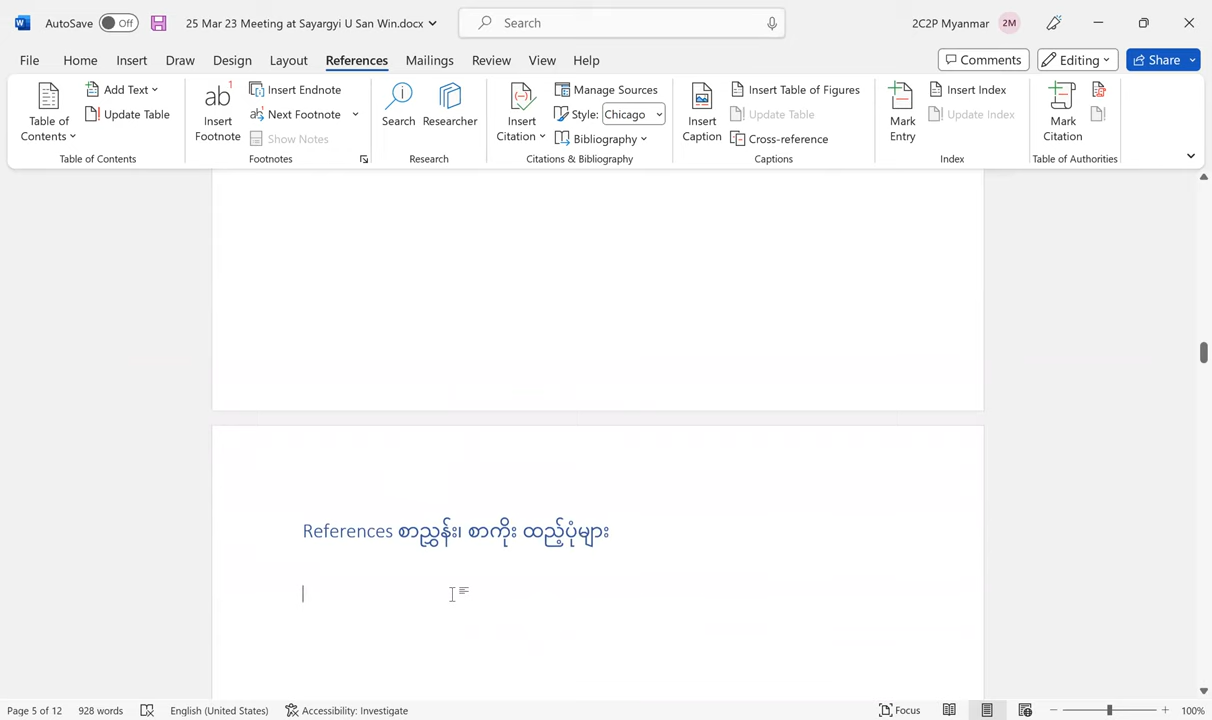 AutoSave Off 25 Mar 23 Meeting at Sayargyi U San Win.docx Search 2C2P Myanmar 2M
File Home Insert Draw Design Layout References Mailings Review View Help Comments Editing Share
Table of Contents
Add Text
Update Table
Table of Contents
ab 1
Insert Footnote
Insert Endnote
Next Footnote
Show Notes
Footnotes
Search
Researcher
Research
Insert Citation
Manage Sources
Style: Chicago
Bibliography
Citations & Bibliography
Insert Caption
Insert Table of Figures
Update Table
Cross-reference
Captions
Mark Entry
Insert Index
Update Index
Index
Mark Citation
Table of Authorities
References စာညွှန်း၊ စာကိုး ထည့်ပုံများ
Page 5 of 12 928 words English (United States) Accessibility: Investigate Focus 100%